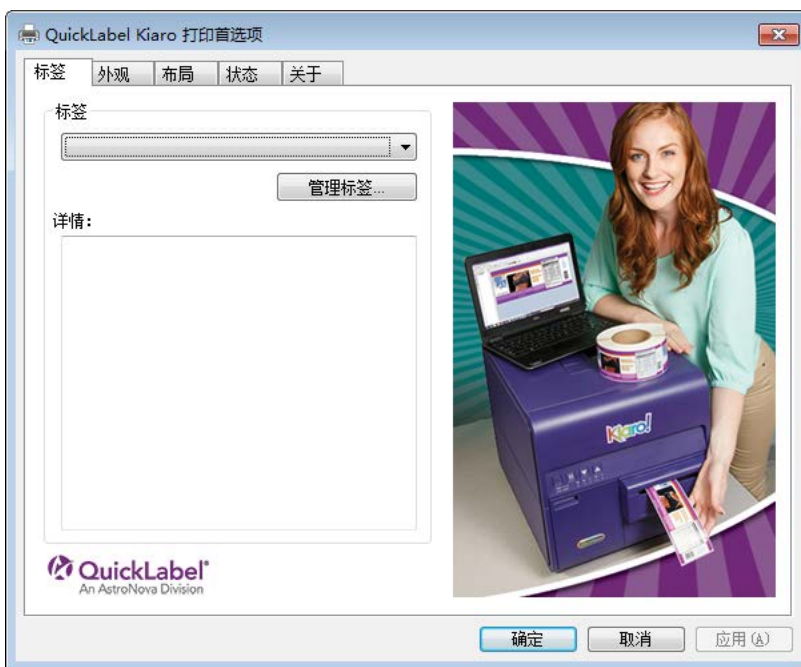 QuickLabel Kiaro 打印首选项
标签
外观
布局
状态
关于
标签
管理标签...
详情:
Kiaro!
QuickLabel®
An AstroNova Division
确定
取消
应用(A)